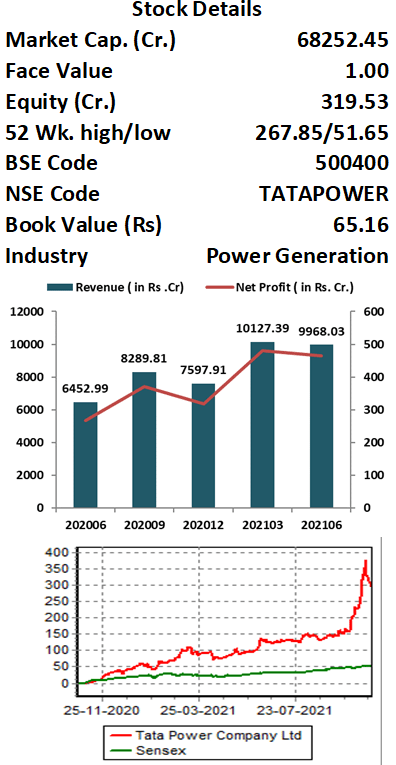 Stock Details
Market Cap. (Cr.) 68252.45
Face Value 1.00
Equity (Cr.) 319.53
52 Wk. high/low 267.85/51.65
BSE Code 500400
NSE Code TATAPOWER
Book Value (Rs) 65.16
Industry Power Generation
Revenue ( in Rs .Cr) Net Profit ( in Rs. Cr.)
12000 600
10127.39 9968.03
10000 500
8289.81
7597.91
8000 400
6452.99
6000 300
4000 200
2000 100
0 0
202006 202009 202012 202103 202106
400
350
300
250
200
150
100
50
0
25-11-2020 25-03-2021 23-07-2021
Tata Power Company Ltd
Sensex